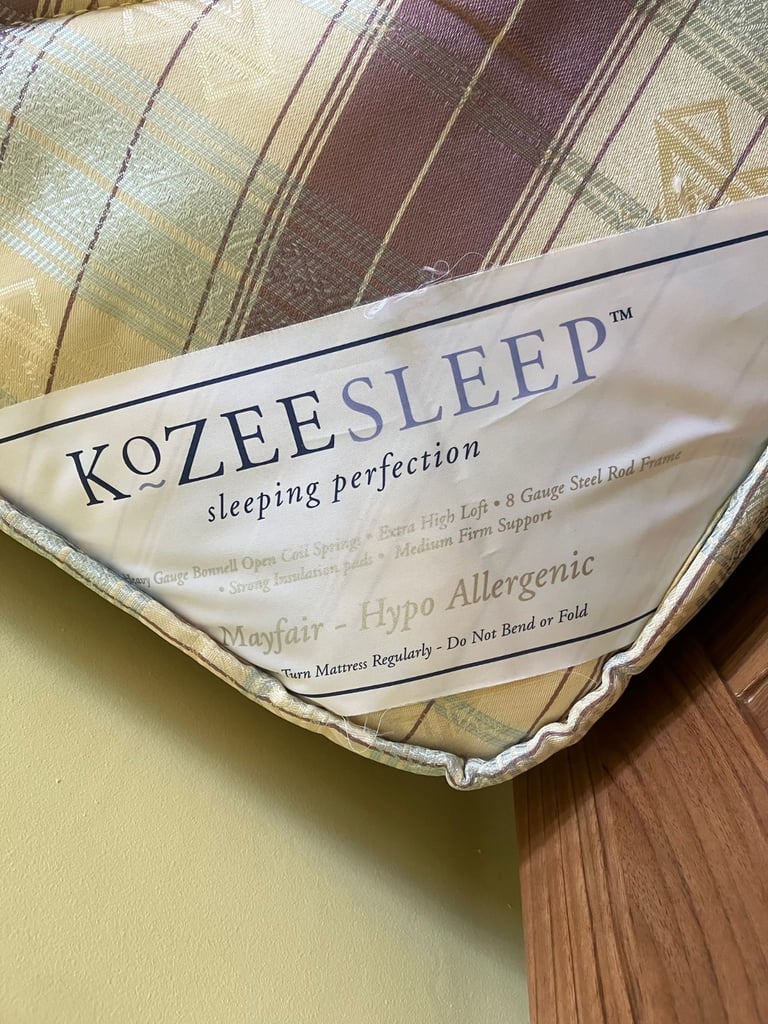 KOZEESLEEP™
sleeping perfection
Heavy Gauge Bonnell Open Coil Springs • Extra High Loft • 8 Gauge Steel Rod Frame
• Strong Insulation pads • Medium Firm Support
Mayfair - Hypo Allergenic
Turn Mattress Regularly - Do Not Bend or Fold